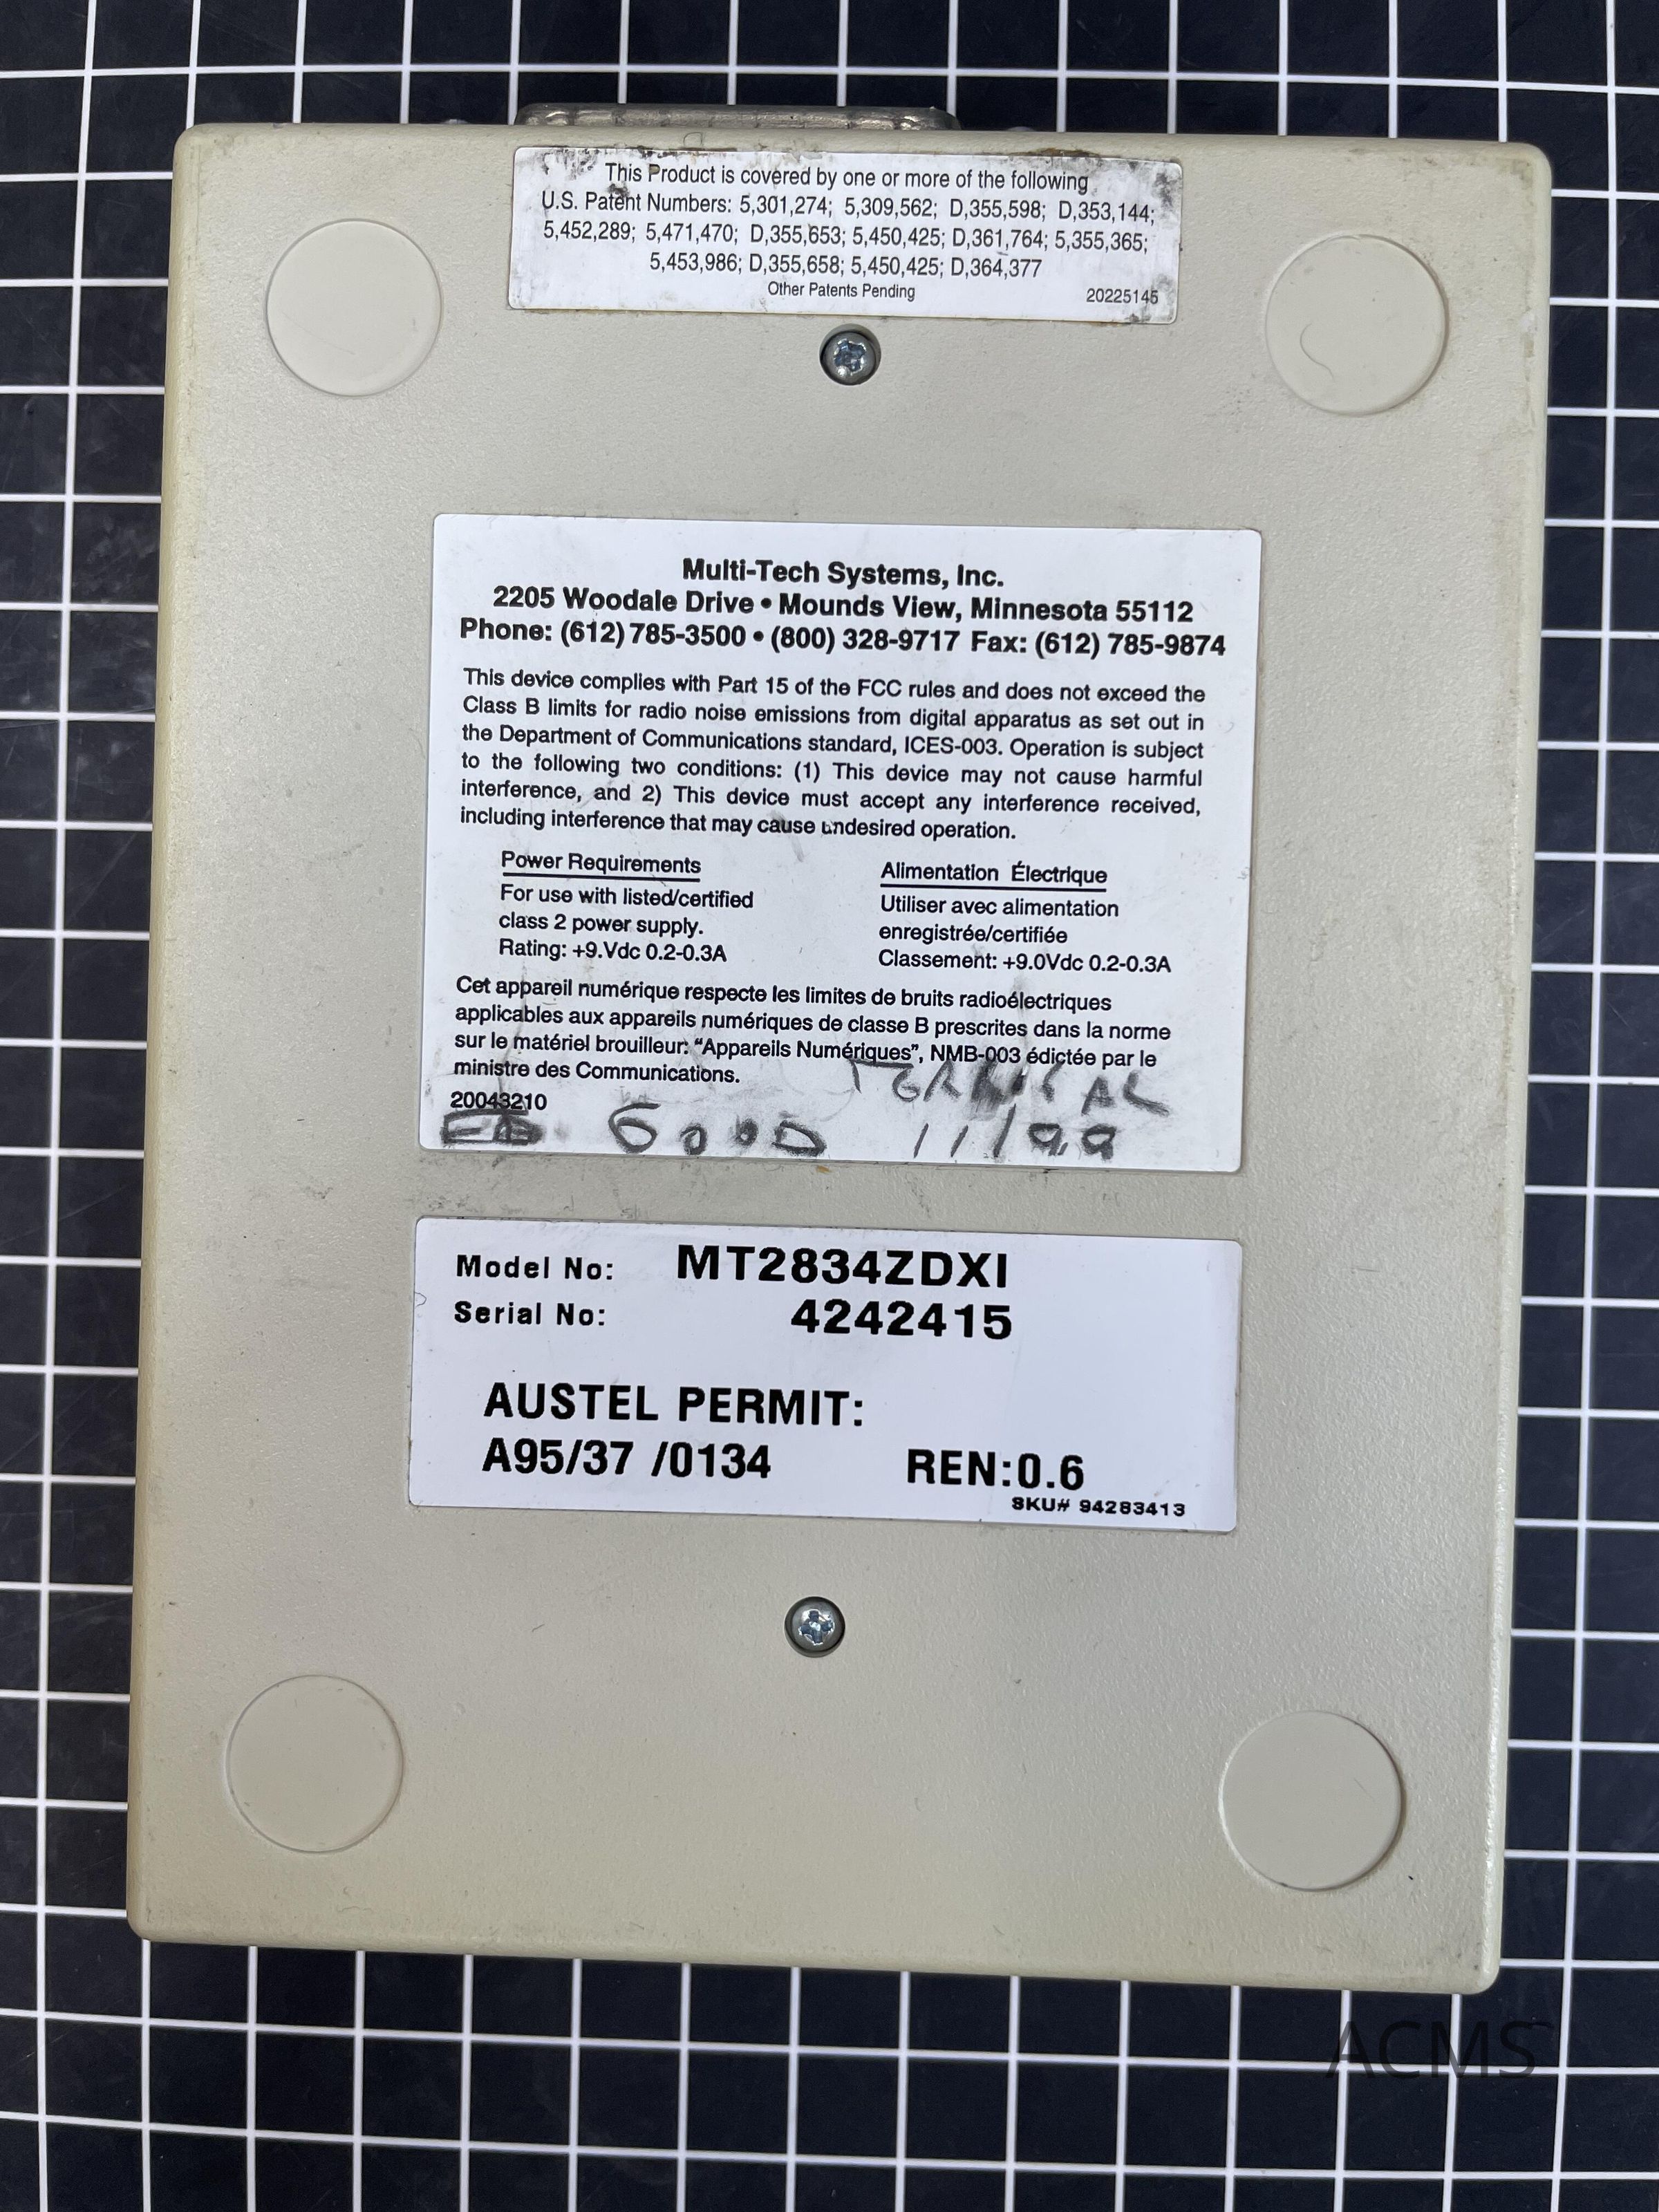 This Product is covered by one or more of the following
U.S. Patent Numbers: 5,301,274; 5,309,562; D,355,598; D,353,144;
5,452,289; 5,471,470; D,355,653; 5,450,425; D,361,764; 5,355,365;
5,453,986; D,355,658; 5,450,425; D,364,377
Other Patents Pending 20225145
Multi-Tech Systems, Inc.
2205 Woodale Drive • Mounds View, Minnesota 55112
Phone: (612) 785-3500 • (800) 328-9717 Fax: (612) 785-9874
This device complies with Part 15 of the FCC rules and does not exceed the
Class B limits for radio noise emissions from digital apparatus as set out in
the Department of Communications standard, ICES-003. Operation is subject
to the following two conditions: (1) This device may not cause harmful
interference, and 2) This device must accept any interference received,
including interference that may cause undesired operation.
Power Requirements
For use with listed/certified
class 2 power supply.
Rating: +9.Vdc 0.2-0.3A
Alimentation Électrique
Utiliser avec alimentation
enregistrée/certifiée
Classement: +9.0Vdc 0.2-0.3A
Cet appareil numérique respecte les limites de bruits radioélectriques
applicables aux appareils numériques de classe B prescrites dans la norme
sur le matériel brouilleur: “Appareils Numériques”, NMB-003 édictée par le
ministre des Communications.
20043210
GOOD 11/99
Model No: MT2834ZDXI
Serial No: 4242415
AUSTEL PERMIT:
A95/37 /0134 REN:0.6
SKU# 94283413
ACMS